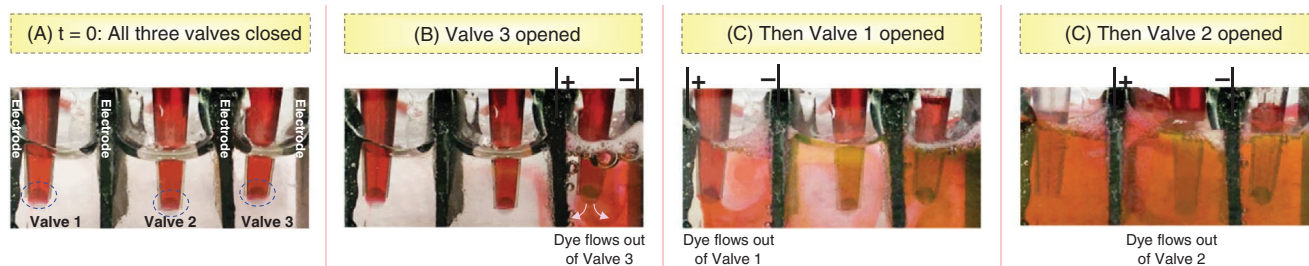 (A) t = 0: All three valves closed
Electrode
Electrode
Electrode
Electrode
Valve 1
Valve 2
Valve 3
(B) Valve 3 opened
+
−
Dye flows out
of Valve 3
(C) Then Valve 1 opened
+
−
Dye flows out
of Valve 1
(C) Then Valve 2 opened
+
−
Dye flows out
of Valve 2